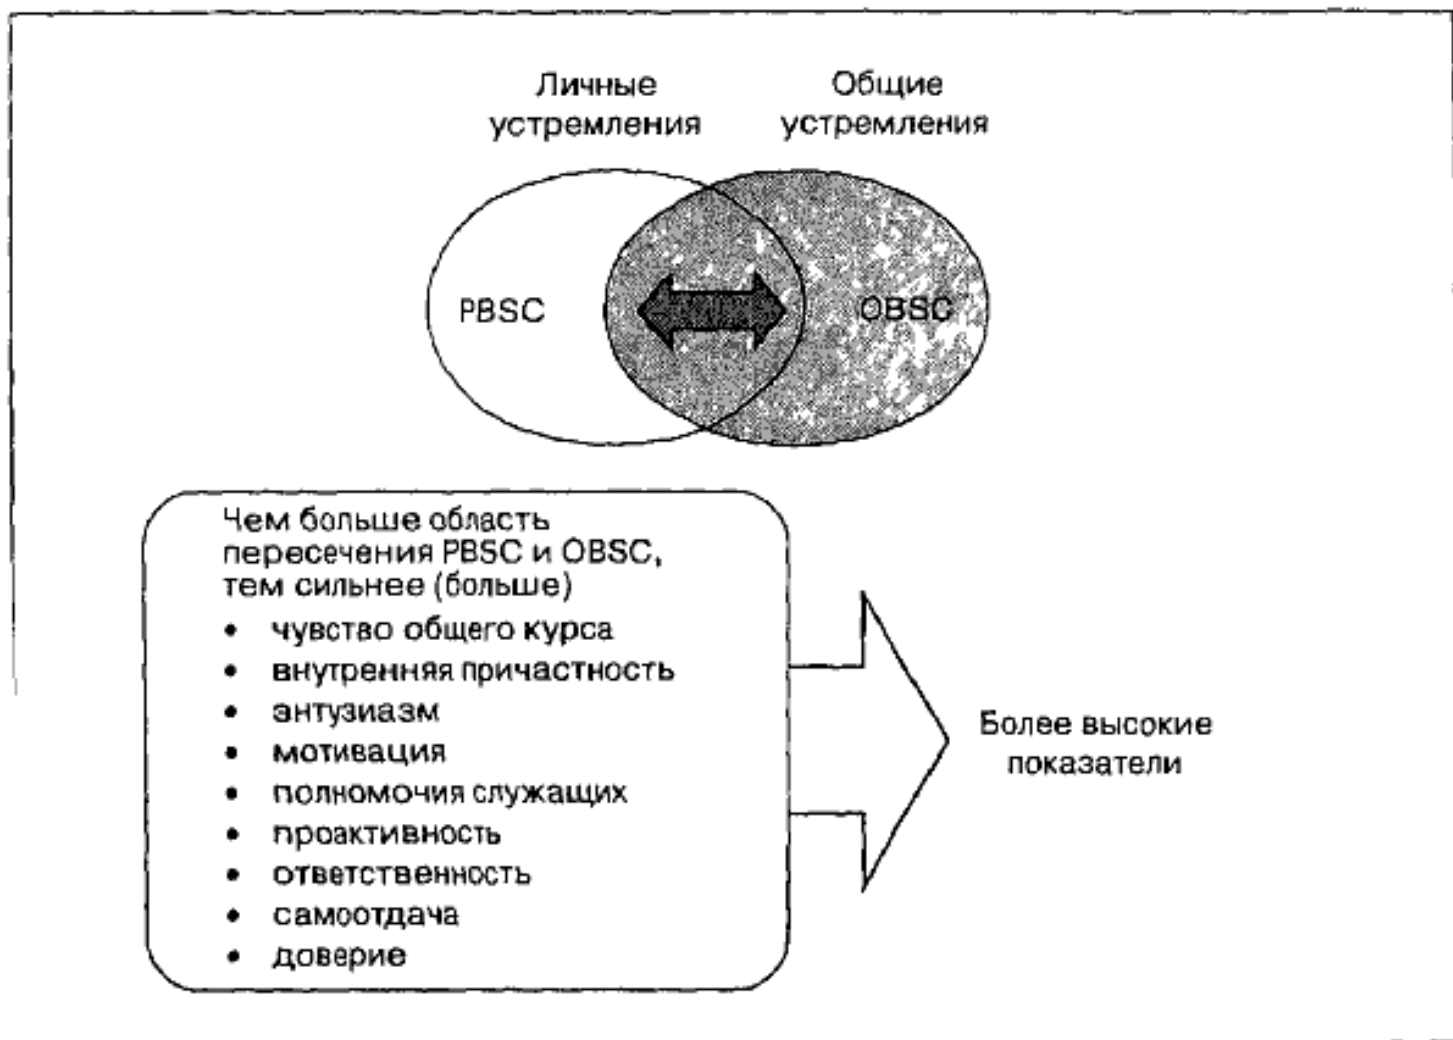 Личные
устремления
Общие
устремления
PBSC
OBSC
Чем больше область
пересечения PBSC и OBSC,
тем сильнее (больше)
• чувство общего курса
• внутренняя причастность
• энтузиазм
• мотивация
• полномочия служащих
• проактивность
• ответственность
• самоотдача
• доверие
Более высокие
показатели